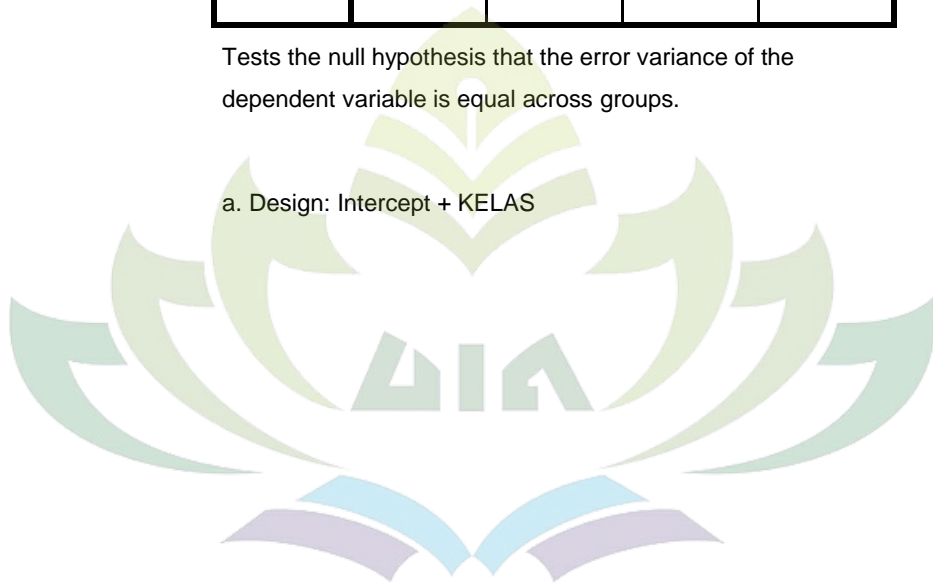 Tests the null hypothesis that the error variance of the
dependent variable is equal across groups.
a. Design: Intercept + KELAS
UIN